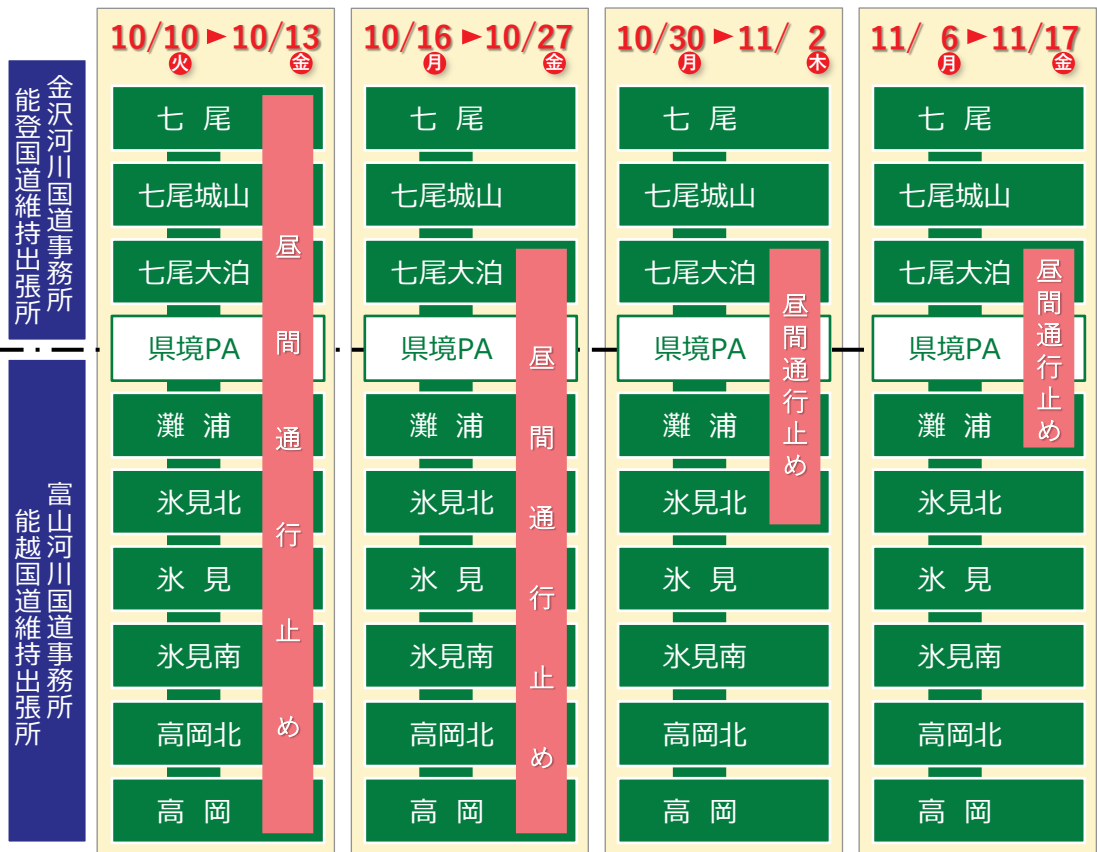 金沢河川国道事務所
能登国道維持出張所
富山河川国道事務所
能越国道維持出張所
10/10 ▶ 10/13
火 金
七尾
七尾城山
七尾大泊
県境PA
灘浦
氷見北
氷見
氷見南
高岡北
高岡
昼間通行止め
10/16 ▶ 10/27
月 金
七尾
七尾城山
七尾大泊
県境PA
灘浦
氷見北
氷見
氷見南
高岡北
高岡
昼間通行止め
10/30 ▶ 11/ 2
月 木
七尾
七尾城山
七尾大泊
県境PA
灘浦
氷見北
氷見
氷見南
高岡北
高岡
昼間通行止め
11/ 6 ▶ 11/17
月 金
七尾
七尾城山
七尾大泊
県境PA
灘浦
氷見北
氷見
氷見南
高岡北
高岡
昼間通行止め